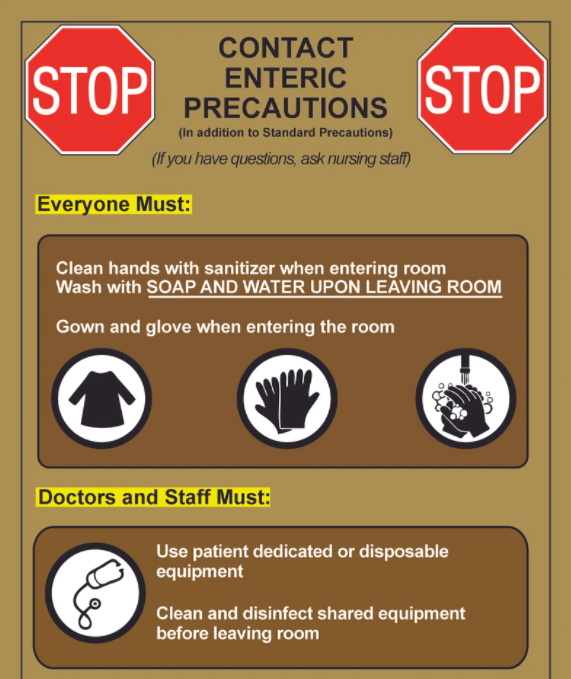 STOP
CONTACT
ENTERIC
PRECAUTIONS
STOP
(In addition to Standard Precautions)
(If you have questions, ask nursing staff)
Everyone Must:
Clean hands with sanitizer when entering room
Wash with SOAP AND WATER UPON LEAVING ROOM
Gown and glove when entering the room
Doctors and Staff Must:
Use patient dedicated or disposable
equipment
Clean and disinfect shared equipment
before leaving room